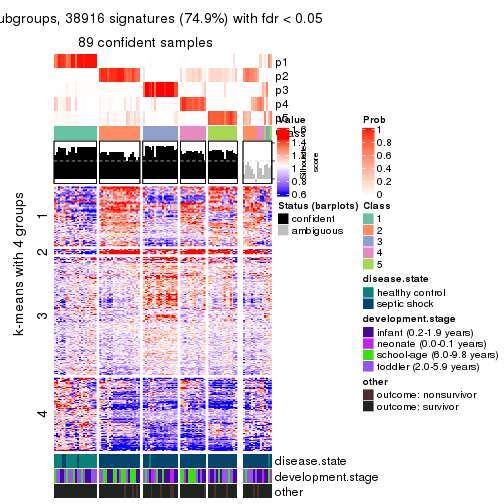 ubgroups, 38916 signatures (74.9%) with fdr < 0.05
89 confident samples
p1
p2
p3
p4
p5
Value
1.6
1.4
1
0.8
0.6
Silhouette
score
Class
Prob
1
0.8
0.6
0.4
0.2
0
Status (barplots)
confident
ambiguous
Class
1
2
3
4
5
disease.state
healthy control
septic shock
development.stage
infant (0.2-1.9 years)
neonate (0.0-0.1 years)
school-age (6.0-9.8 years)
toddler (2.0-5.9 years)
other
outcome: nonsurvivor
outcome: survivor
k-means with 4 groups
1
2
3
4
disease.state
development.stage
other